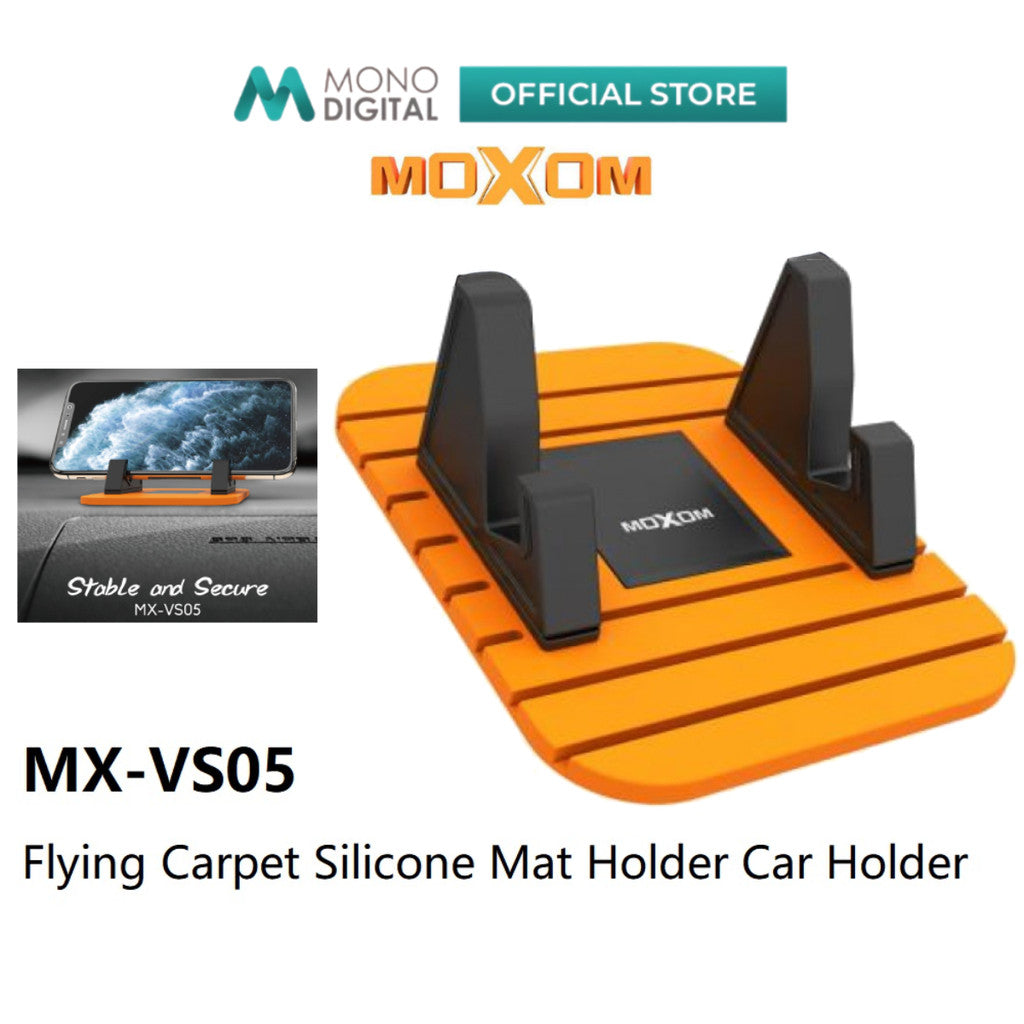 MONO
DIGITAL
OFFICIAL STORE
MOXOM
MOXOM
Stable and Secure
MX-VS05
MX-VS05
Flying Carpet Silicone Mat Holder Car Holder